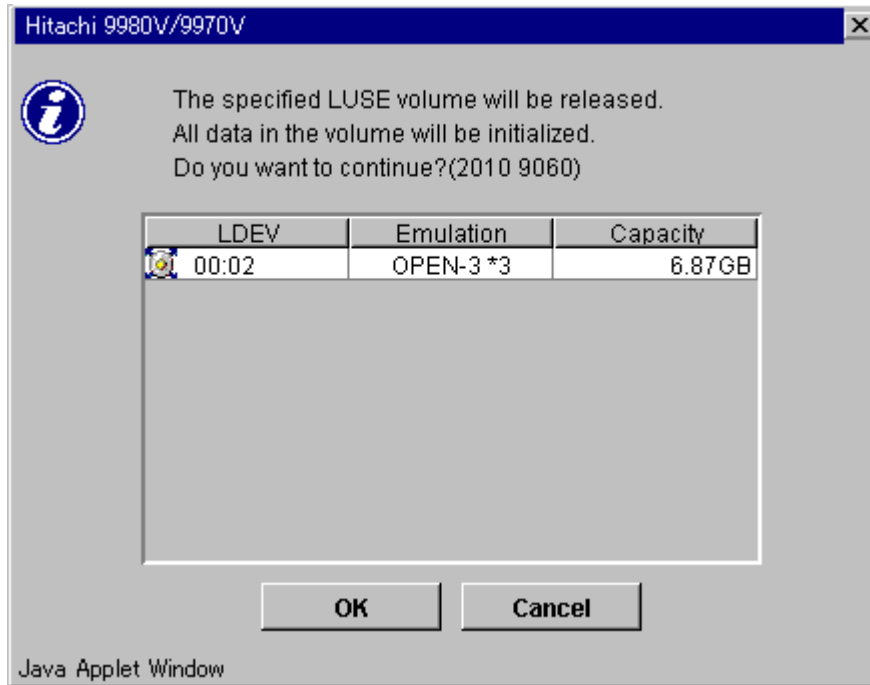 Hitachi 9980V/9970V
The specified LUSE volume will be released.
All data in the volume will be initialized.
Do you want to continue?(2010 9060)
LDEV Emulation Capacity
00:02 OPEN-3 *3 6.87GB
OK Cancel
Java Applet Window